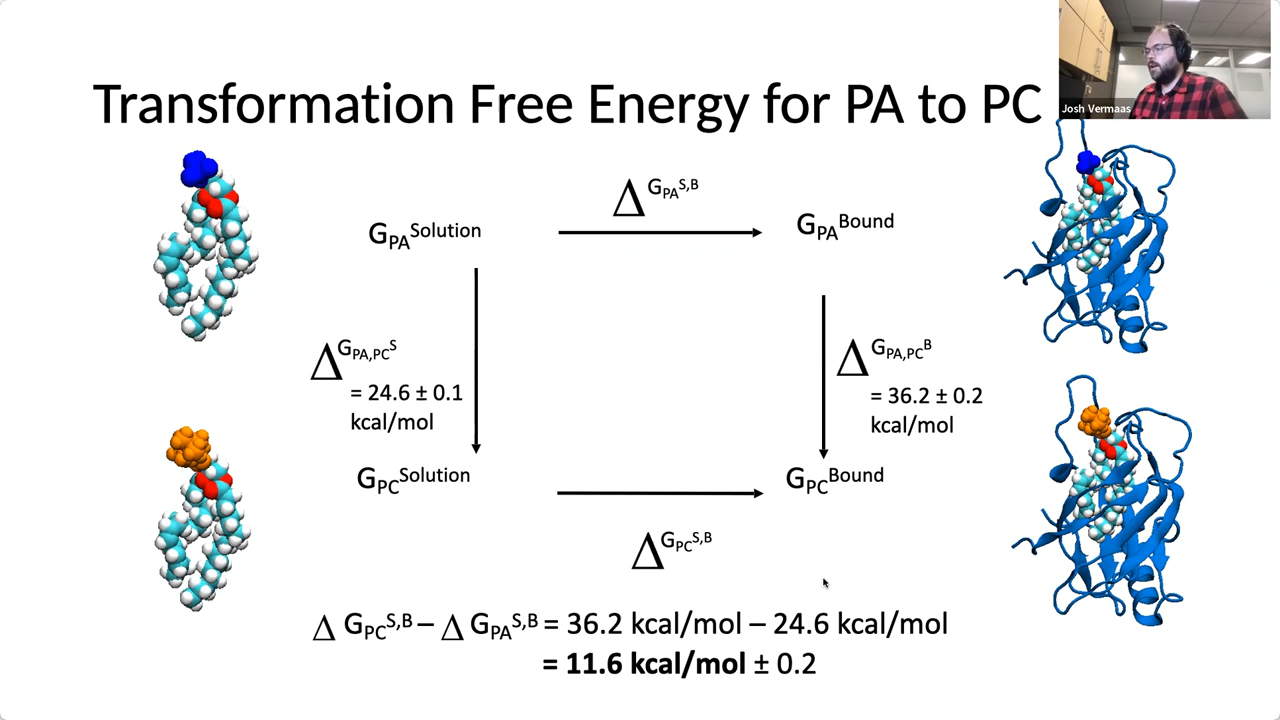 Transformation Free Energy for PA to PC
Josh Vermaas
Δ G_PA^S,B
G_PA^Solution
G_PA^Bound
Δ G_PA,PC^S
= 24.6 ± 0.1
kcal/mol
Δ G_PA,PC^B
= 36.2 ± 0.2
kcal/mol
G_PC^Solution
G_PC^Bound
Δ G_PC^S,B
Δ G_PC^S,B – Δ G_PA^S,B = 36.2 kcal/mol – 24.6 kcal/mol
= 11.6 kcal/mol ± 0.2